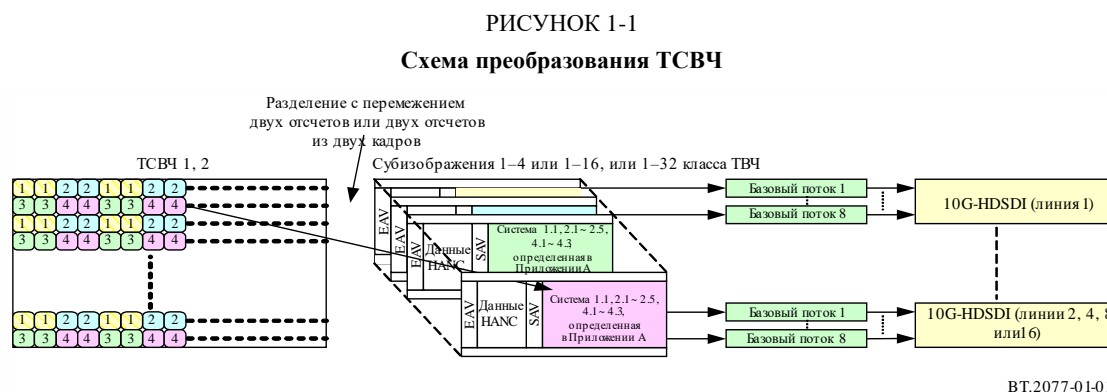 РИСУНОК 1-1
Схема преобразования ТСВЧ
Разделение с перемежением
двух отсчетов или двух отсчетов
из двух кадров
ТСВЧ 1, 2
Субизображения 1–4 или 1–16, или 1–32 класса ТВЧ
1 1 2 2 1 1 2 2
3 3 4 4 3 3 4 4
1 1 2 2 1 1 2 2
3 3 4 4 3 3 4 4
1 1 2 2 1 1 2 2
3 3 4 4 3 3 4 4
EAV
EAV
EAV
Данные
HANC
SAV
Система 1.1, 2.1~ 2.5,
4.1~ 4.3
определенная в
Приложении А
EAV
Данные
HANC
SAV
Система 1.1, 2.1~ 2.5,
4.1~ 4.3,
определенная
в Приложении А
Базовый поток 1
Базовый поток 8
10G-HDSDI (линия 1)
Базовый поток 1
Базовый поток 8
10G-HDSDI (линии 2, 4, 8
или 16)
BT.2077-01-0